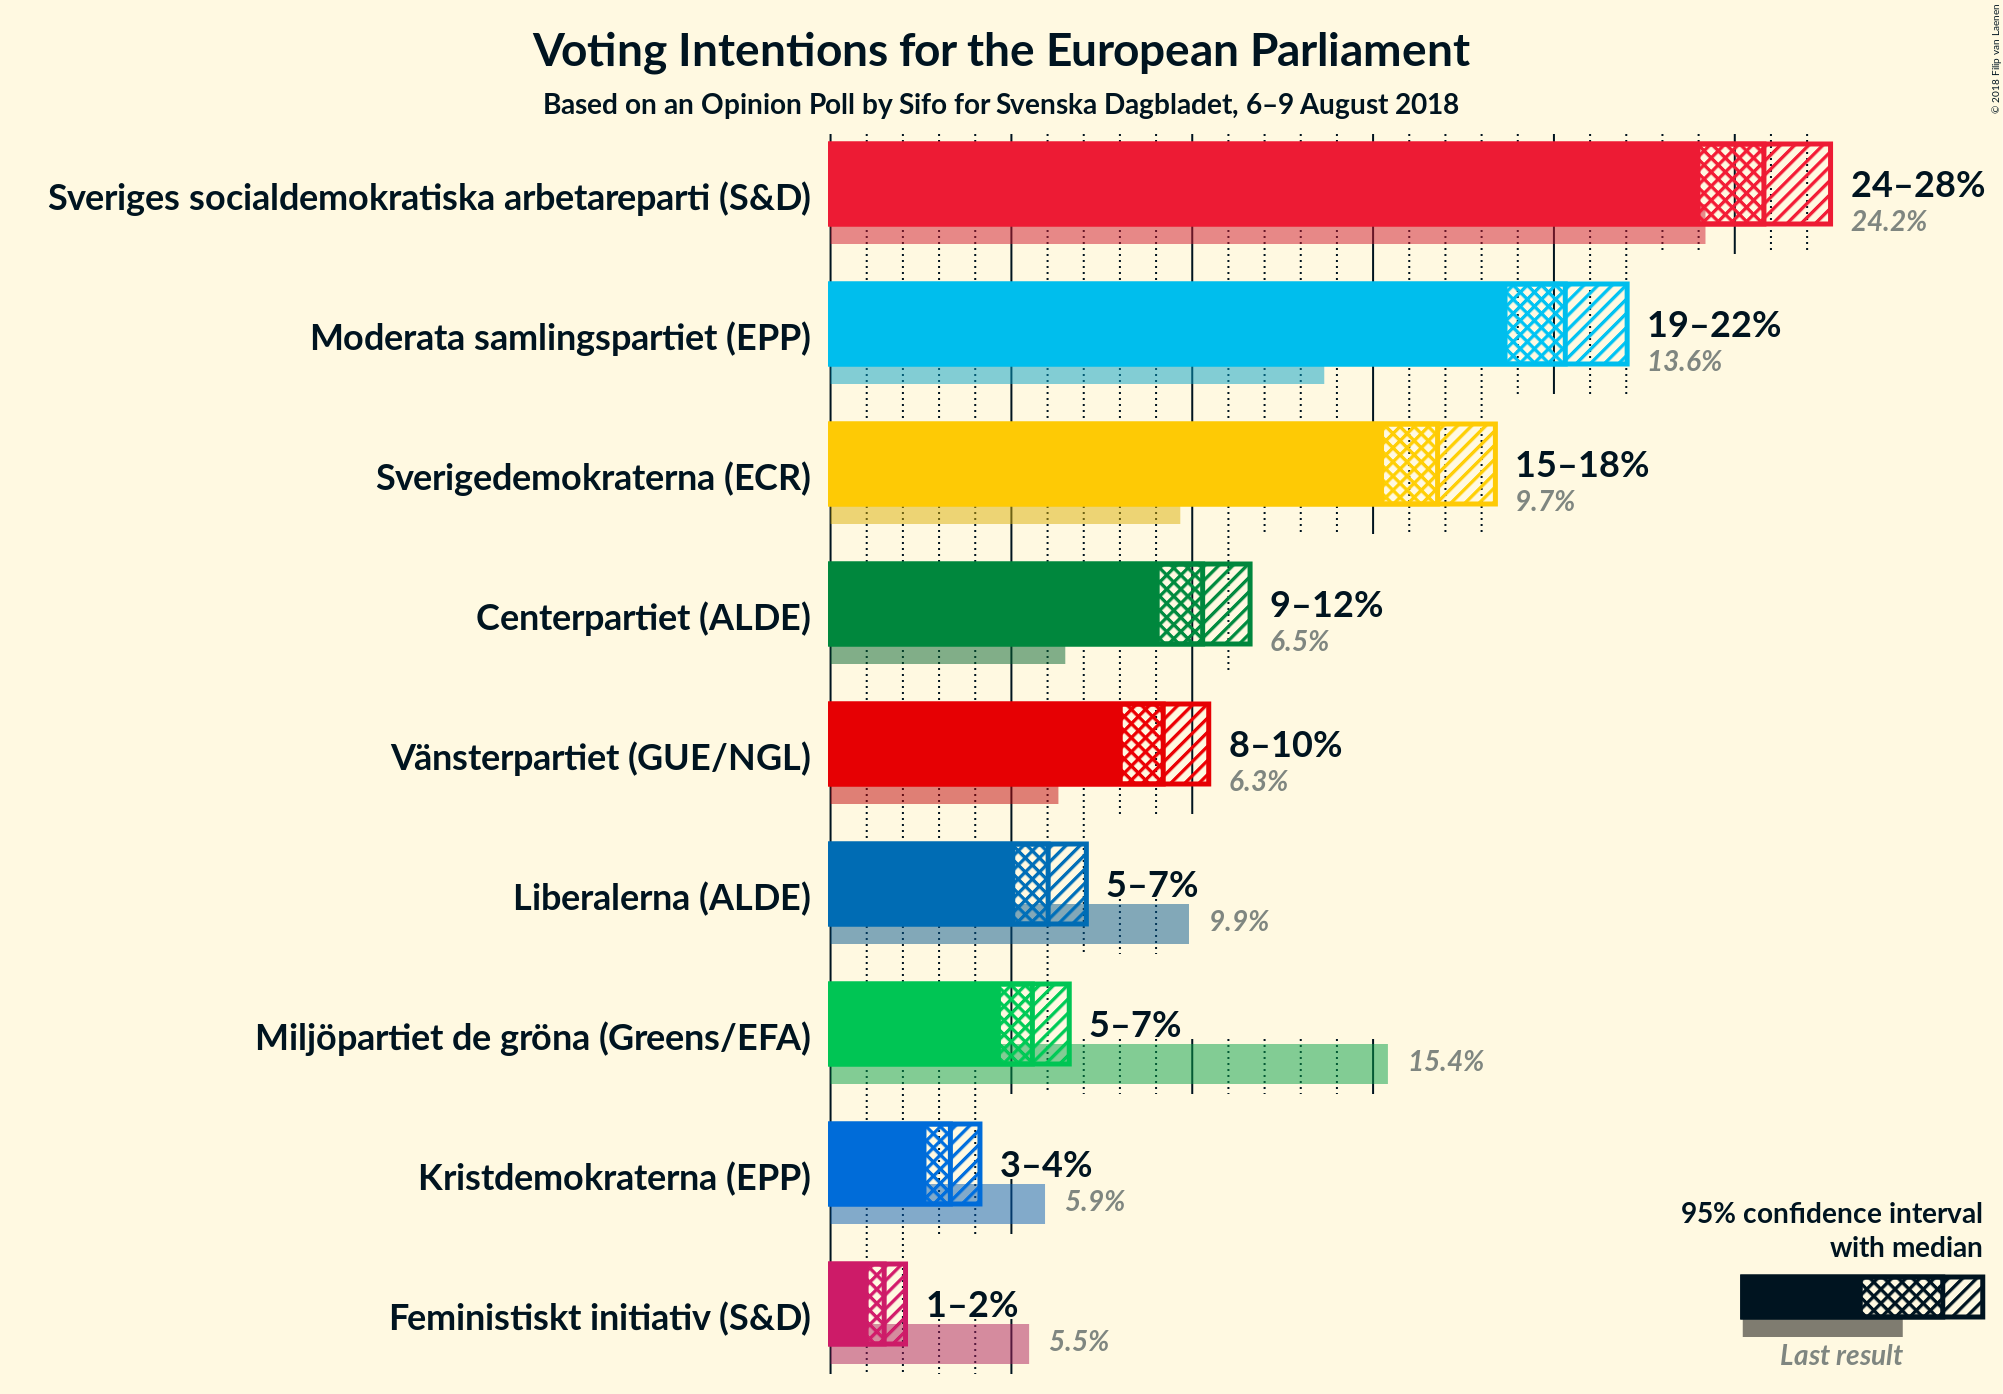 Voting Intentions for the European Parliament
Based on an Opinion Poll by Sifo for Svenska Dagbladet, 6–9 August 2018
© 2018 Filip van Laenen
Sveriges socialdemokratiska arbetareparti (S&D)
24–28%
24.2%
Moderata samlingspartiet (EPP)
19–22%
13.6%
Sverigedemokraterna (ECR)
15–18%
9.7%
Centerpartiet (ALDE)
9–12%
6.5%
Vänsterpartiet (GUE/NGL)
8–10%
6.3%
Liberalerna (ALDE)
5–7%
9.9%
Miljöpartiet de gröna (Greens/EFA)
5–7%
15.4%
Kristdemokraterna (EPP)
3–4%
5.9%
Feministiskt initiativ (S&D)
1–2%
5.5%
95% confidence interval
with median
Last result